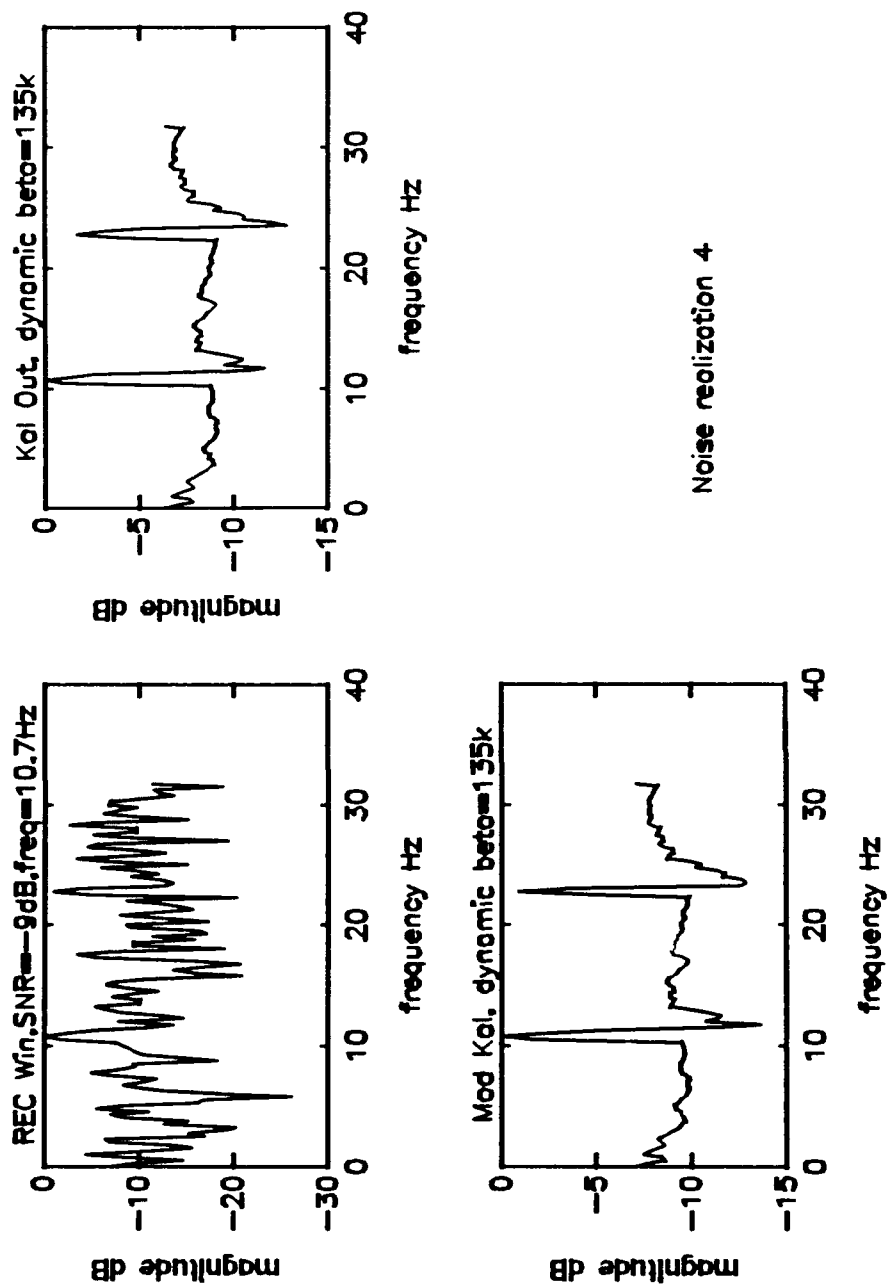 REC Win,SNR=-9dB,freq=10.7Hz
magnitude dB
0
-10
-20
-30
0 10 20 30 40
frequency Hz
Kal Out, dynamic beta=135k
magnitude dB
0
-5
-10
-15
0 10 20 30 40
frequency Hz
Mod Kal, dynamic beta=135k
magnitude dB
0
-5
-10
-15
0 10 20 30 40
frequency Hz
Noise realization 4